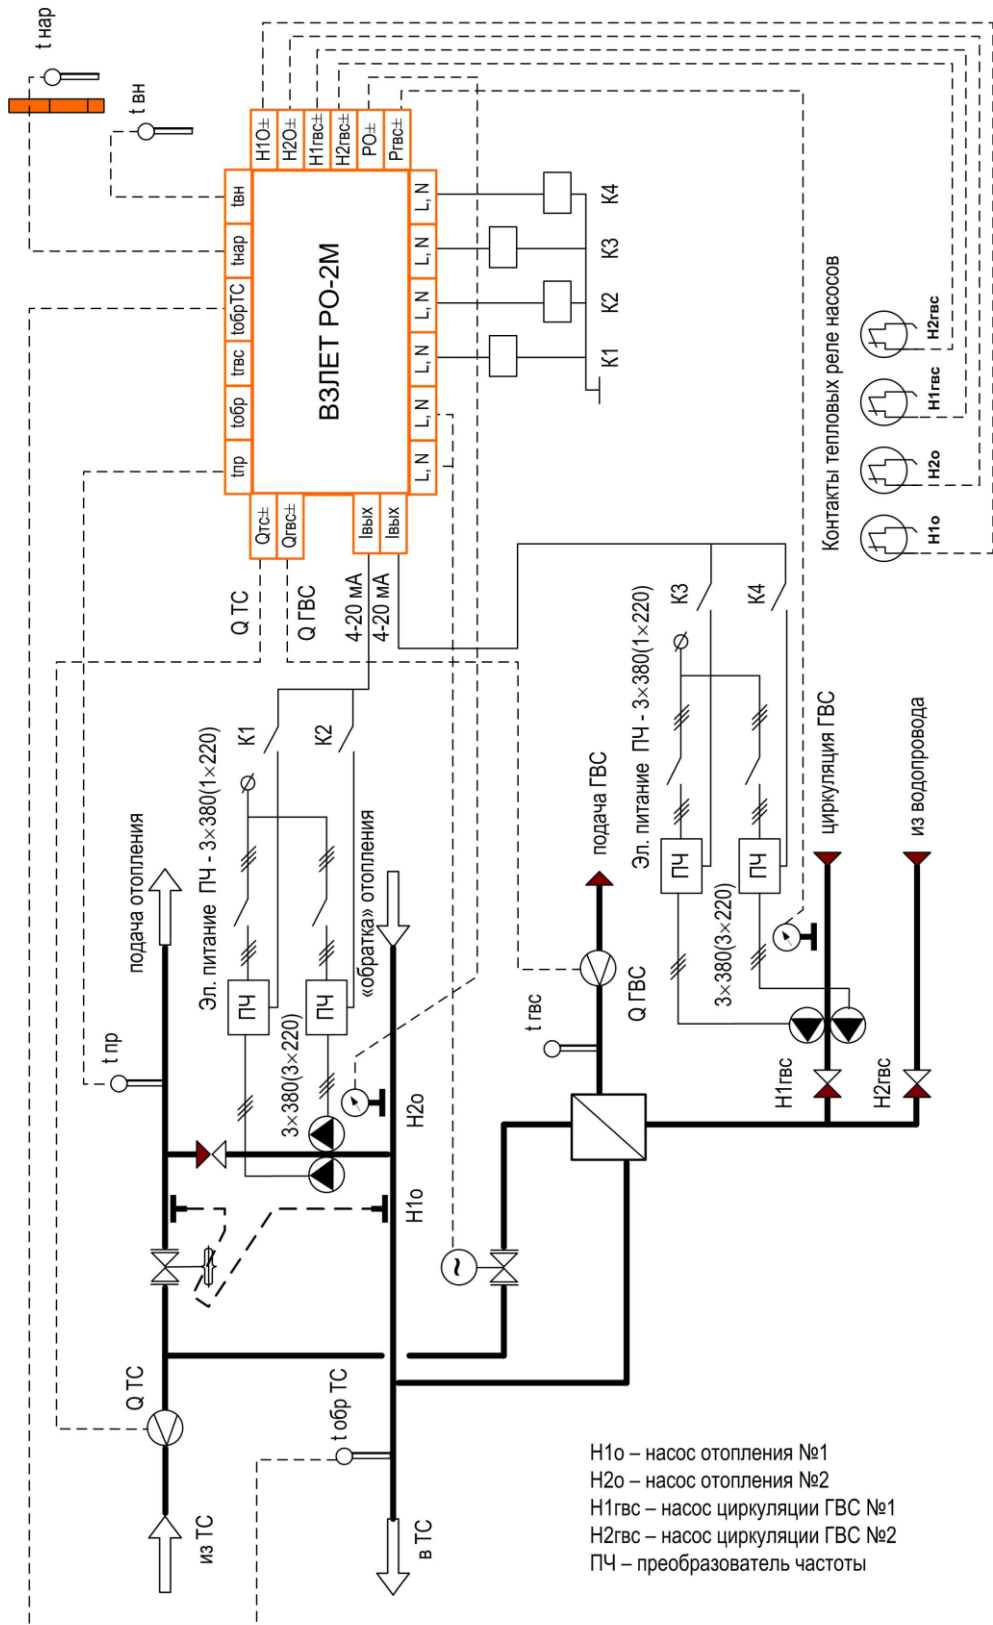 t нар
t вн
Н1О±
Н2О±
Н1гвс±
Н2гвс±
РО±
Ргвс±
tвн
tнар
tобрТС
tгвс
tобр
tпр
ВЗЛЕТ РО-2М
L, N
L, N
L, N
L, N
L, N
L, N
К4
К3
К2
К1
Qтс±
Qгвс±
Iвых
Iвых
Q ТС
Q ГВС
4-20 мА
4-20 мА
Контакты тепловых реле насосов
Н2гвс
Н1гвс
Н2о
Н1о
подача отопления
Эл. питание ПЧ - 3×380(1×220)
К1
К2
ПЧ
ПЧ
3×380(3×220)
«обратка» отопления
t пр
Н2о
Н1о
Q ТС
из ТС
t обр ТС
в ТС
подача ГВС
Q ГВС
t гвс
Эл. питание ПЧ - 3×380(1×220)
К3
К4
ПЧ
ПЧ
3×380(3×220)
циркуляция ГВС
из водопровода
Н1гвс
Н2гвс
~
Н1о – насос отопления №1
Н2о – насос отопления №2
Н1гвс – насос циркуляции ГВС №1
Н2гвс – насос циркуляции ГВС №2
ПЧ – преобразователь частоты